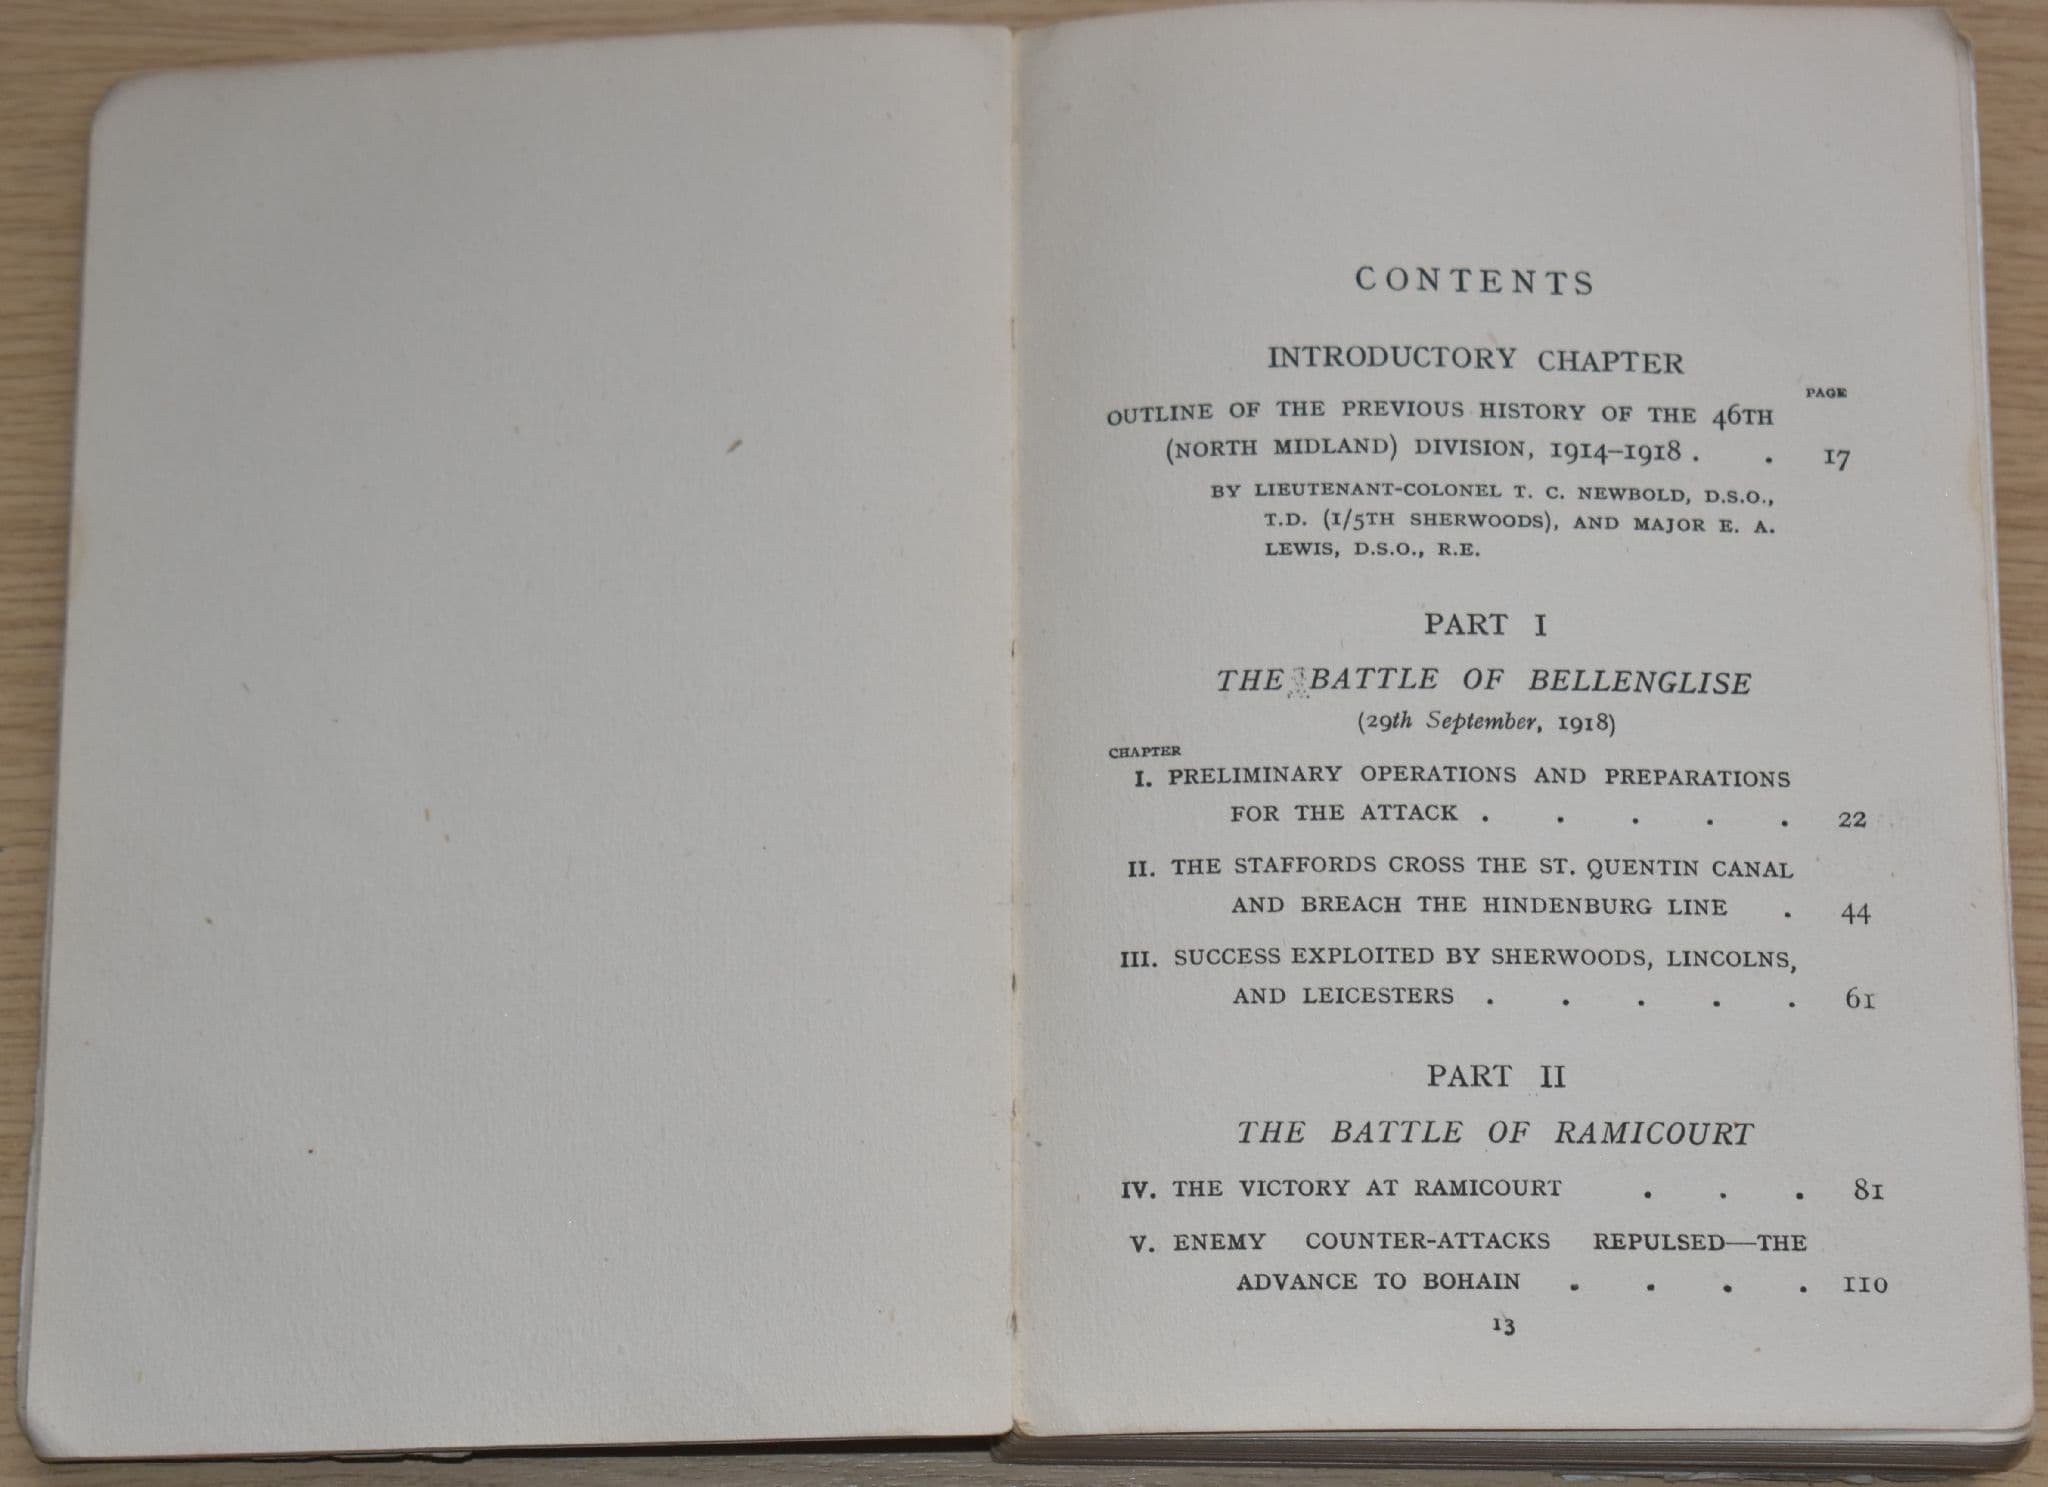 CONTENTS
INTRODUCTORY CHAPTER
PAGE
OUTLINE OF THE PREVIOUS HISTORY OF THE 46TH
(NORTH MIDLAND) DIVISION, 1914–1918 . . 17
BY LIEUTENANT-COLONEL T. C. NEWBOLD, D.S.O.,
T.D. (1/5TH SHERWOODS), AND MAJOR E. A.
LEWIS, D.S.O., R.E.
PART I
THE BATTLE OF BELLENGLISE
(29th September, 1918)
CHAPTER
I. PRELIMINARY OPERATIONS AND PREPARATIONS
FOR THE ATTACK . . . . . 22
II. THE STAFFORDS CROSS THE ST. QUENTIN CANAL
AND BREACH THE HINDENBURG LINE . 44
III. SUCCESS EXPLOITED BY SHERWOODS, LINCOLNS,
AND LEICESTERS . . . . . 61
PART II
THE BATTLE OF RAMICOURT
IV. THE VICTORY AT RAMICOURT . . . 81
V. ENEMY COUNTER-ATTACKS REPULSED—THE
ADVANCE TO BOHAIN . . . . 110
13